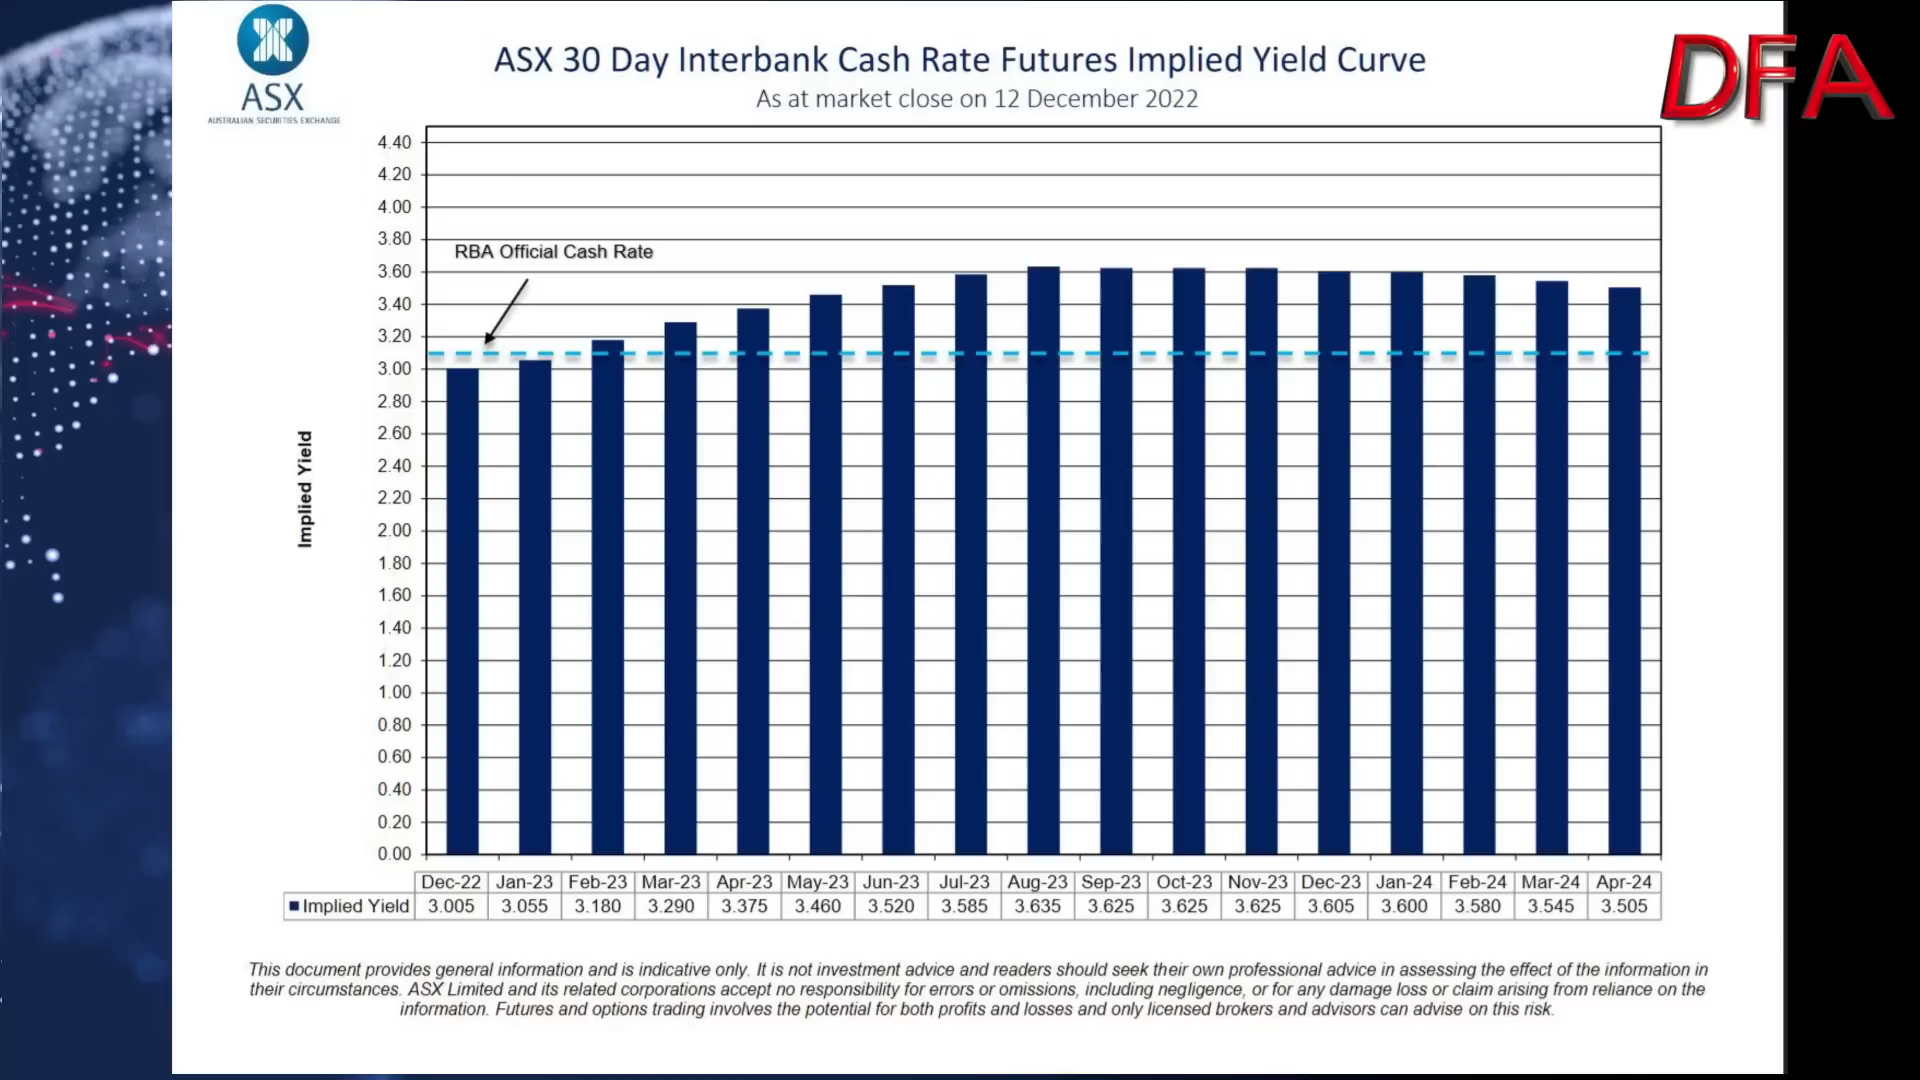 ASX
AUSTRALIAN SECURITIES EXCHANGE
ASX 30 Day Interbank Cash Rate Futures Implied Yield Curve
As at market close on 12 December 2022
DFA
4.40
4.20
4.00
3.80
RBA Official Cash Rate
3.60
3.40
3.20
3.00
2.80
2.60
2.40
2.20
2.00
1.80
1.60
1.40
1.20
1.00
0.80
0.60
0.40
0.20
0.00
Implied Yield
Dec-22 Jan-23 Feb-23 Mar-23 Apr-23 May-23 Jun-23 Jul-23 Aug-23 Sep-23 Oct-23 Nov-23 Dec-23 Jan-24 Feb-24 Mar-24 Apr-24
Implied Yield 3.005 3.055 3.180 3.290 3.375 3.460 3.520 3.585 3.635 3.625 3.625 3.625 3.605 3.600 3.580 3.545 3.505
This document provides general information and is indicative only. It is not investment advice and readers should seek their own professional advice in assessing the effect of the information in
their circumstances. ASX Limited and its related corporations accept no responsibility for errors or omissions, including negligence, or for any damage loss or claim arising from reliance on the
information. Futures and options trading involves the potential for both profits and losses and only licensed brokers and advisors can advise on this risk.